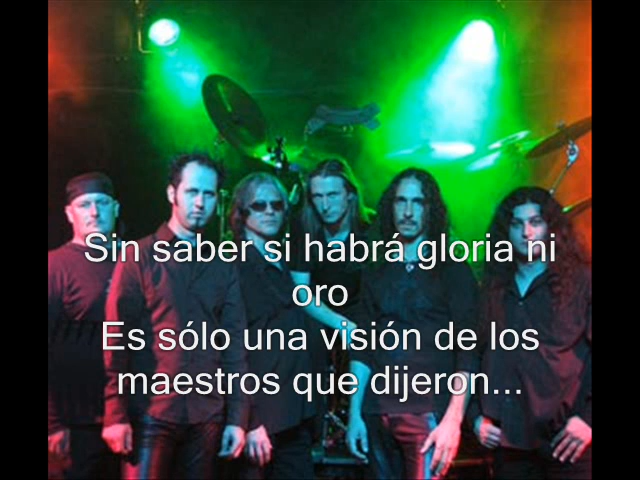 Sin saber si habrá gloria ni
oro
Es sólo una visión de los
maestros que dijeron...